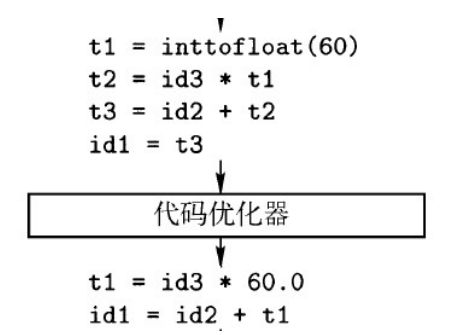 t1 = inttofloat(60)
t2 = id3 * t1
t3 = id2 + t2
id1 = t3
代码优化器
t1 = id3 * 60.0
id1 = id2 + t1